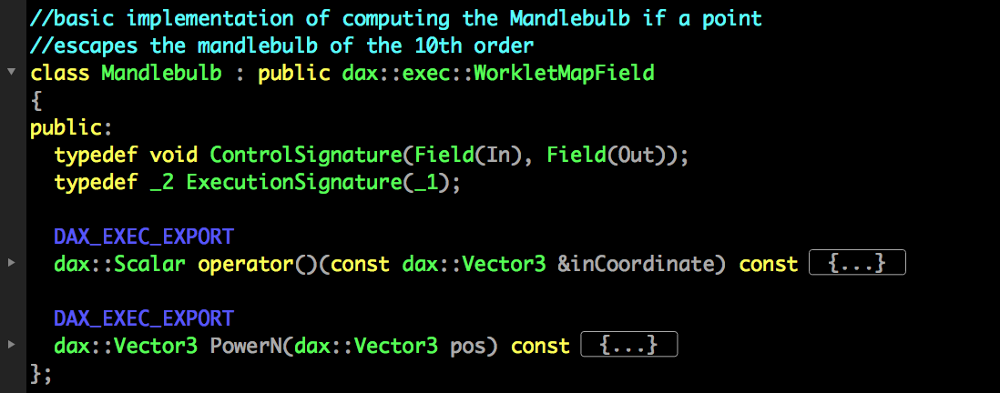 //basic implementation of computing the Mandlebulb if a point
//escapes the mandlebulb of the 10th order
class Mandlebulb : public dax::exec::WorkletMapField
{
public:
  typedef void ControlSignature(Field(In), Field(Out));
  typedef _2 ExecutionSignature(_1);

  DAX_EXEC_EXPORT
  dax::Scalar operator()(const dax::Vector3 &inCoordinate) const {...}

  DAX_EXEC_EXPORT
  dax::Vector3 PowerN(dax::Vector3 pos) const {...}
};